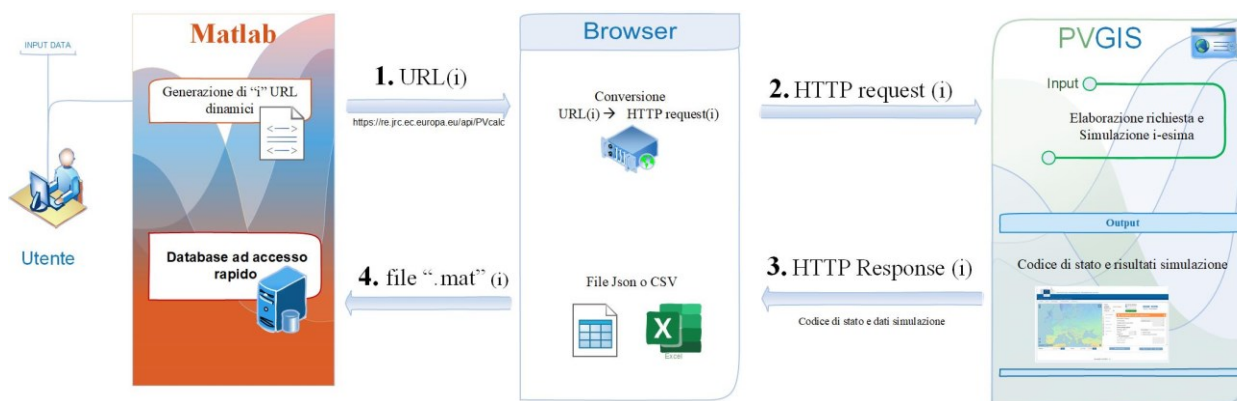 INPUT DATA
Utente
Matlab
Generazione di “i” URL
dinamici
Database ad accesso
rapido
1. URL(i)
https://re.jrc.ec.europa.eu/api/PVcalc
4. file “.mat” (i)
Browser
Conversione
URL(i) → HTTP request(i)
File Json o CSV
Excel
2. HTTP request (i)
3. HTTP Response (i)
Codice di stato e dati simulazione
PVGIS
Input
Elaborazione richiesta e
Simulazione i-esima
Output
Codice di stato e risultati simulazione